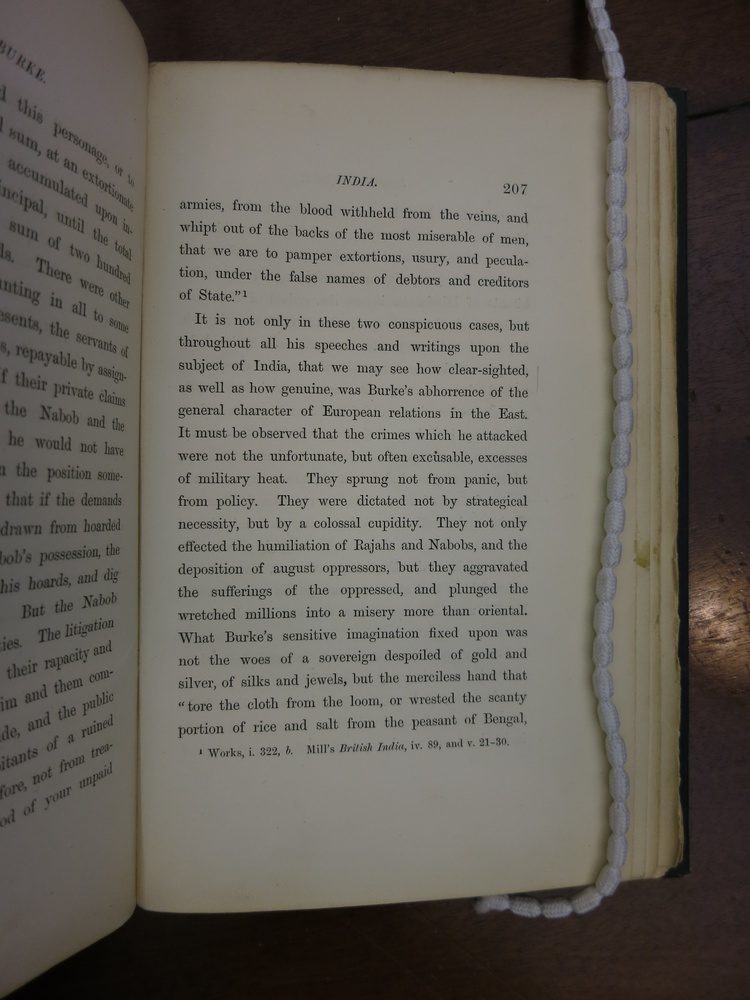 BURKE.
this personage, or to
sum, at an extortionate
accumulated upon in-
until the total
sum of two hundred
There were other
in all to some
the servants of
repayable by assign-
their private claims
the Nabob and the
he would not have
the position some-
that if the demands
drawn from hoarded
possession, the
his hoards, and dig
But the Nabob
The litigation
their rapacity and
and them com-
and the public
of a ruined
not from trea-
of your unpaid
INDIA.
207
armies, from the blood withheld from the veins, and
whipt out of the backs of the most miserable of men,
that we are to pamper extortions, usury, and pecula-
tion, under the false names of debtors and creditors
of State."¹
It is not only in these two conspicuous cases, but
throughout all his speeches and writings upon the
subject of India, that we may see how clear-sighted,
as well as how genuine, was Burke's abhorrence of the
general character of European relations in the East.
It must be observed that the crimes which he attacked
were not the unfortunate, but often excusable, excesses
of military heat. They sprung not from panic, but
from policy. They were dictated not by strategical
necessity, but by a colossal cupidity. They not only
effected the humiliation of Rajahs and Nabobs, and the
deposition of august oppressors, but they aggravated
the sufferings of the oppressed, and plunged the
wretched millions into a misery more than oriental.
What Burke's sensitive imagination fixed upon was
not the woes of a sovereign despoiled of gold and
silver, of silks and jewels, but the merciless hand that
"tore the cloth from the loom, or wrested the scanty
portion of rice and salt from the peasant of Bengal,
¹ Works, i. 322, b. Mill's British India, iv. 89, and v. 21-30.